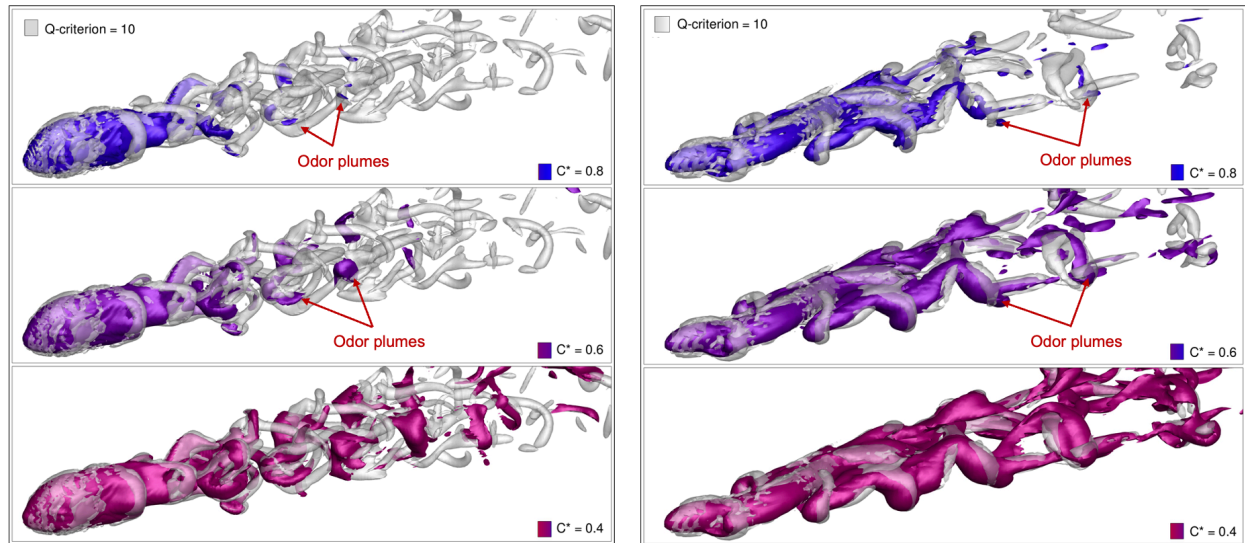 Q-criterion = 10
Odor plumes
C* = 0.8
Odor plumes
C* = 0.6
C* = 0.4
Q-criterion = 10
Odor plumes
C* = 0.8
Odor plumes
C* = 0.6
C* = 0.4